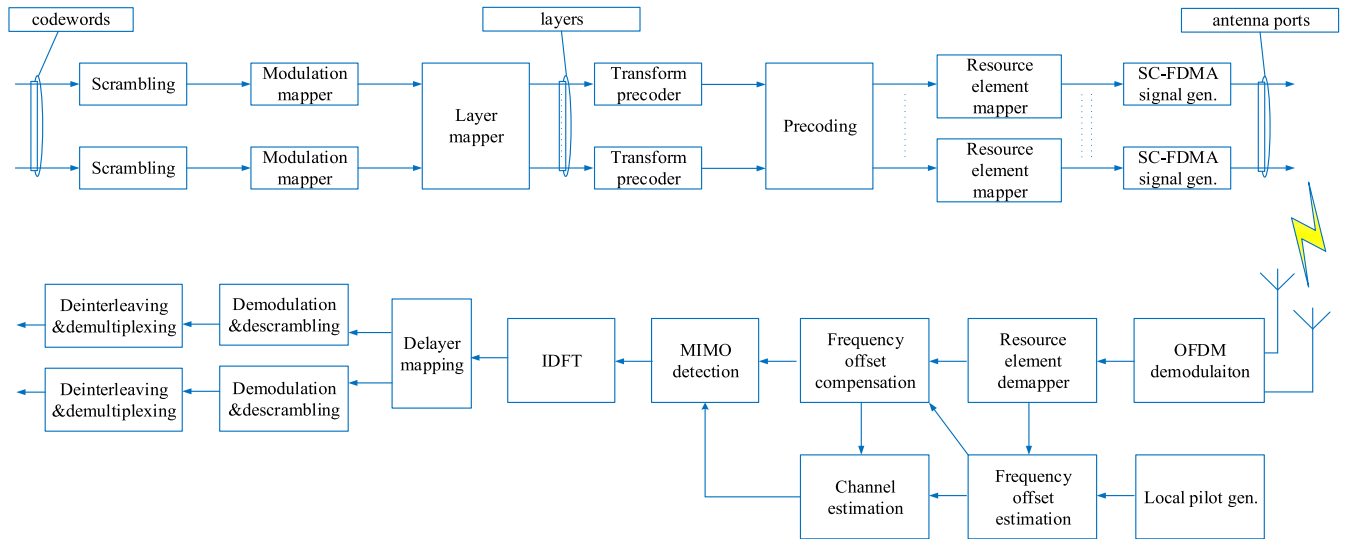 codewords
layers
antenna ports
Scrambling
Modulation
mapper
Layer
mapper
Transform
precoder
Precoding
Resource
element
mapper
SC-FDMA
signal gen.
Scrambling
Modulation
mapper
Transform
precoder
Resource
element
mapper
SC-FDMA
signal gen.
Deinterleaving
&demultiplexing
Demodulation
&descrambling
Delayer
mapping
IDFT
MIMO
detection
Frequency
offset
compensation
Resource
element
demapper
OFDM
demodulaiton
Deinterleaving
&demultiplexing
Demodulation
&descrambling
Channel
estimation
Frequency
offset
estimation
Local pilot gen.